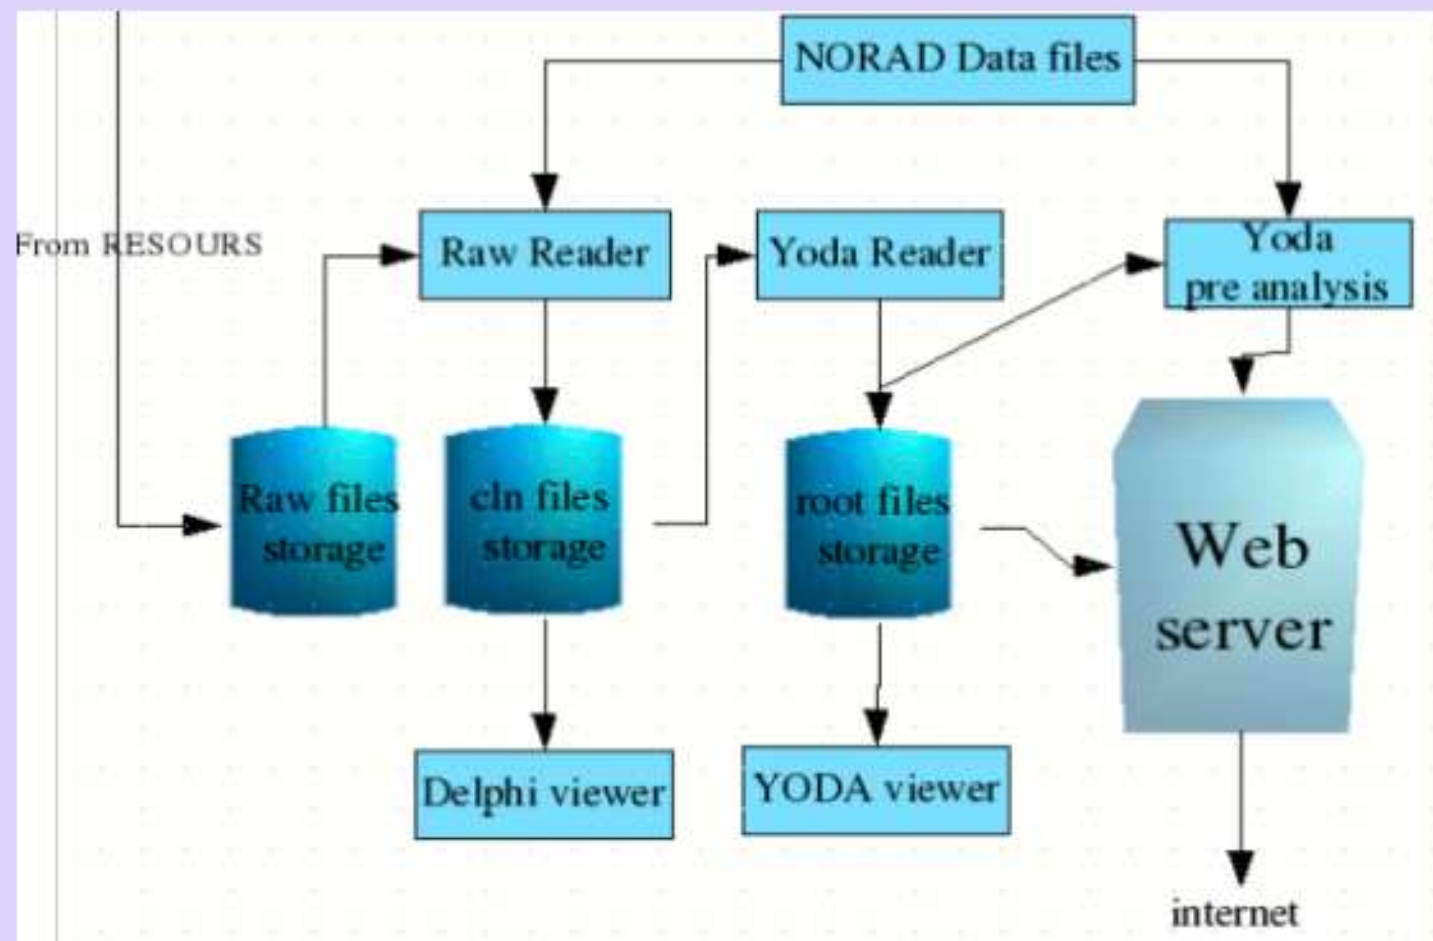 NORAD Data files
From RESOURS
Raw Reader
Yoda Reader
Yoda
pre analysis
Raw files
storage
cln files
storage
root files
storage
Web
server
Delphi viewer
YODA viewer
internet